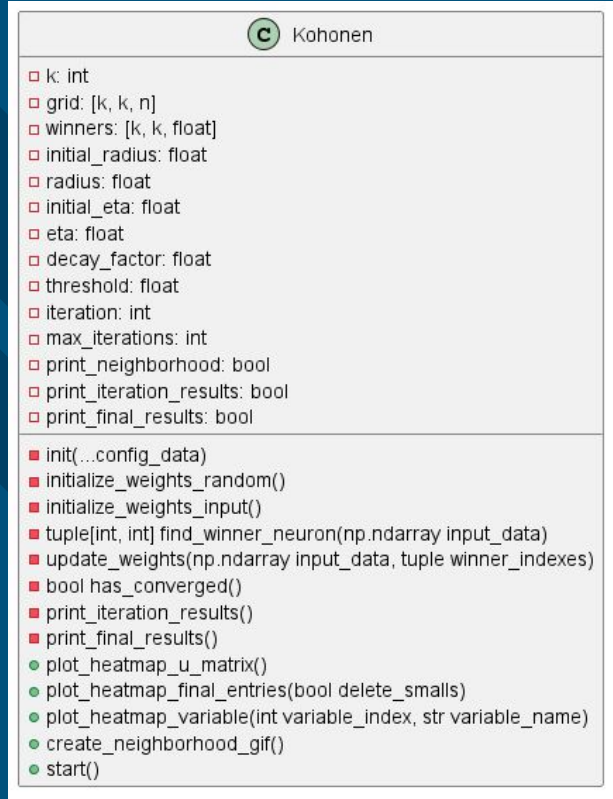 C Kohonen
k: int
grid: [k, k, n]
winners: [k, k, float]
initial_radius: float
radius: float
initial_eta: float
eta: float
decay_factor: float
threshold: float
iteration: int
max_iterations: int
print_neighborhood: bool
print_iteration_results: bool
print_final_results: bool
init(...config_data)
initialize_weights_random()
initialize_weights_input()
tuple[int, int] find_winner_neuron(np.ndarray input_data)
update_weights(np.ndarray input_data, tuple winner_indexes)
bool has_converged()
print_iteration_results()
print_final_results()
plot_heatmap_u_matrix()
plot_heatmap_final_entries(bool delete_smalls)
plot_heatmap_variable(int variable_index, str variable_name)
create_neighborhood_gif()
start()